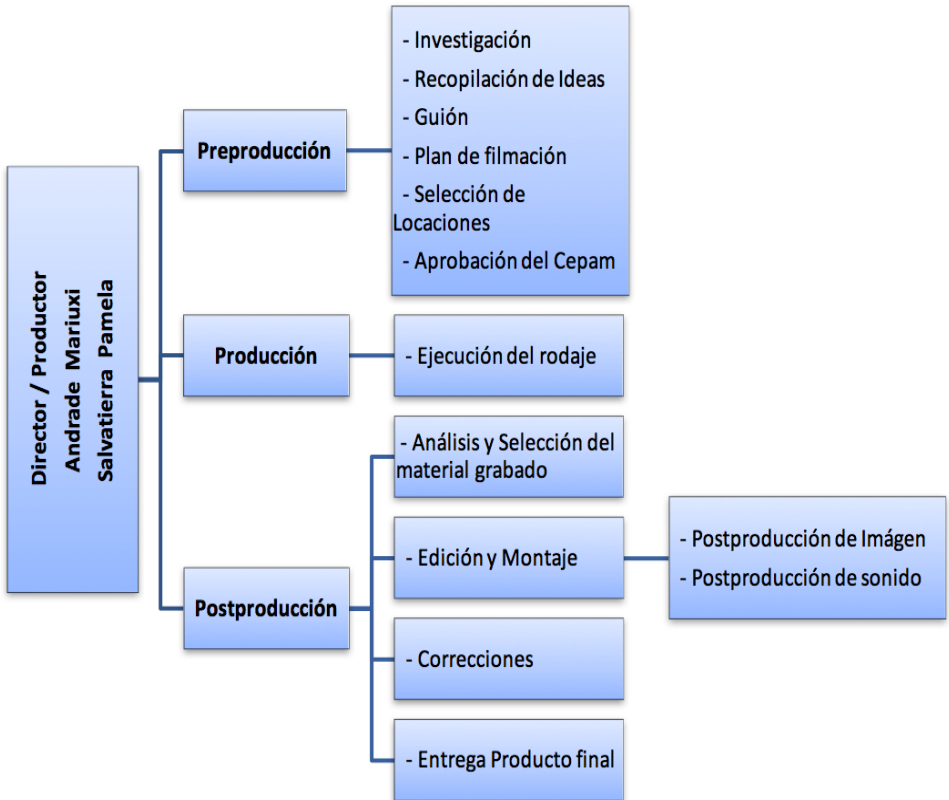 Director / Productor
Andrade Mariuxi
Salvatierra Pamela
Preproducción
- Investigación
- Recopilación de Ideas
- Guión
- Plan de filmación
- Selección de
Locaciones
- Aprobación del Cepam
Producción
- Ejecución del rodaje
Postproducción
- Análisis y Selección del
material grabado
- Edición y Montaje
- Postproducción de Imágen
- Postproducción de sonido
- Correcciones
- Entrega Producto final